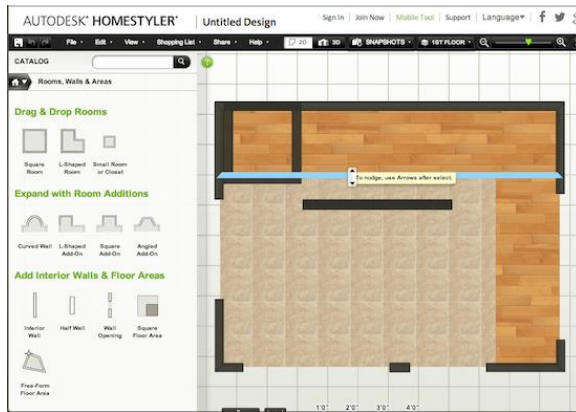 AUTODESK® HOMESTYLER®
Untitled Design
Sign In | Join Now | Mobile Tool | Support | Language
File Edit View Shopping List Share Help 2D 3D SNAPSHOTS 1ST FLOOR
CATALOG
Rooms, Walls & Areas
Drag & Drop Rooms
Square Room
L-Shaped Room
Small Room or Closet
Expand with Room Additions
Curved Wall
L-Shaped Add-On
Square Add-On
Angled Add-On
Add Interior Walls & Floor Areas
Interior Wall
Half Wall
Wall Opening
Square Floor Area
Free-Form Floor Area
To nudge, use Arrows after select.
1'0" 2'0" 3'0" 4'0"